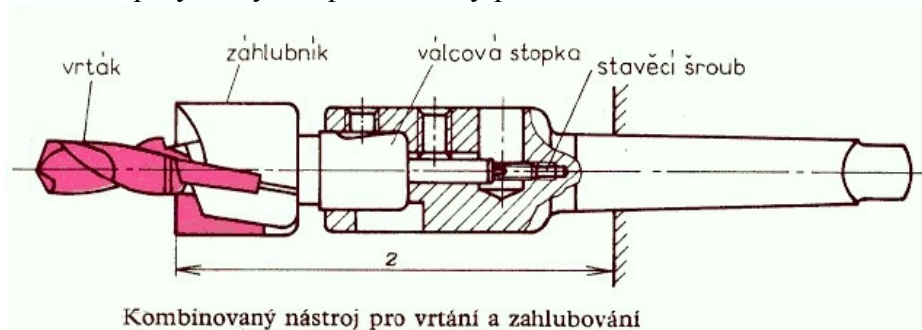 vrták
záhlubník
válcová stopka
stavěcí šroub
z
Kombinovaný nástroj pro vrtání a zahlubování